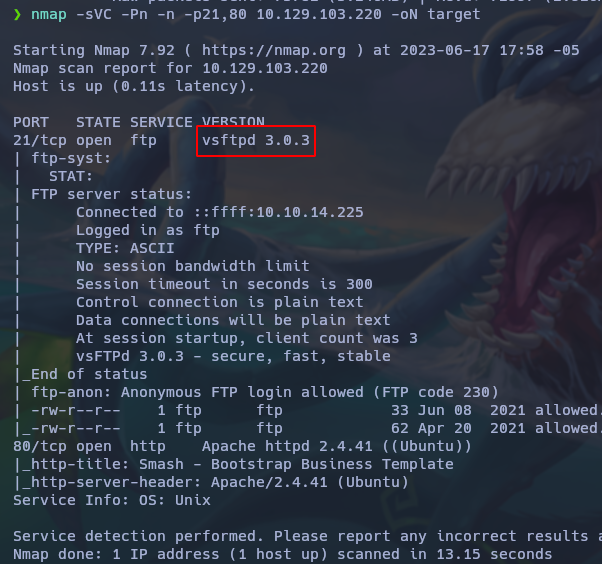 ❯ nmap -sVC -Pn -n -p21,80 10.129.103.220 -oN target
Starting Nmap 7.92 ( https://nmap.org ) at 2023-06-17 17:58 -05
Nmap scan report for 10.129.103.220
Host is up (0.11s latency).
PORT   STATE SERVICE VERSION
21/tcp open  ftp     vsftpd 3.0.3
| ftp-syst:
|   STAT:
| FTP server status:
|      Connected to ::ffff:10.10.14.225
|      Logged in as ftp
|      TYPE: ASCII
|      No session bandwidth limit
|      Session timeout in seconds is 300
|      Control connection is plain text
|      Data connections will be plain text
|      At session startup, client count was 3
|      vsFTPd 3.0.3 - secure, fast, stable
|_End of status
| ftp-anon: Anonymous FTP login allowed (FTP code 230)
| -rw-r--r--    1 ftp      ftp            33 Jun 08  2021 allowed.
|_-rw-r--r--    1 ftp      ftp            62 Apr 20  2021 allowed.
80/tcp open  http    Apache httpd 2.4.41 ((Ubuntu))
|_http-title: Smash - Bootstrap Business Template
|_http-server-header: Apache/2.4.41 (Ubuntu)
Service Info: OS: Unix
Service detection performed. Please report any incorrect results a
Nmap done: 1 IP address (1 host up) scanned in 13.15 seconds